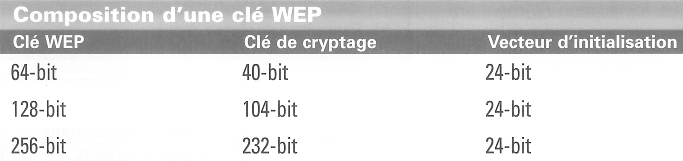 Composition d'une clé WEP
Clé WEP Clé de cryptage Vecteur d'initialisation
64-bit 40-bit 24-bit
128-bit 104-bit 24-bit
256-bit 232-bit 24-bit